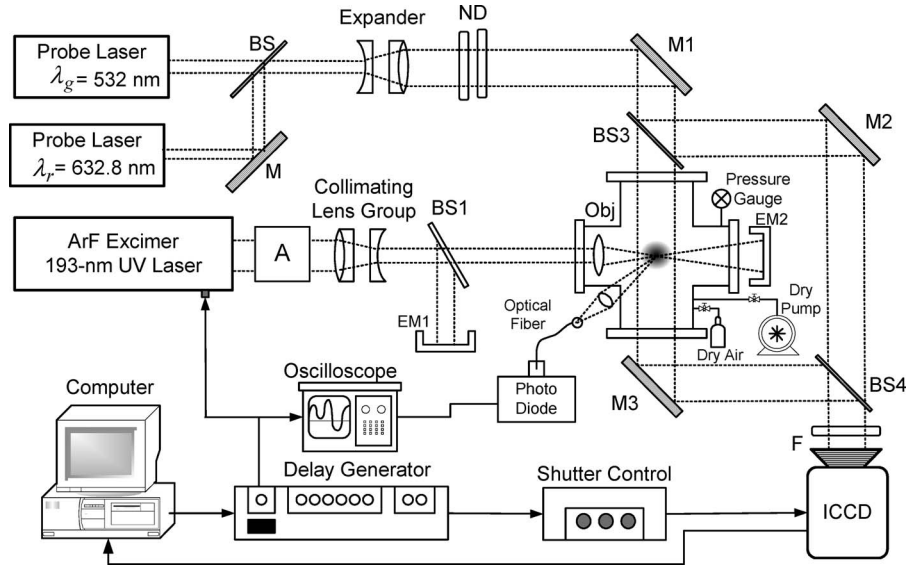 Expander
ND
M1
BS
Probe Laser
λg = 532 nm
M2
BS3
Probe Laser
λr = 632.8 nm
M
Pressure
Gauge
Collimating
Lens Group
BS1
Obj
EM2
ArF Excimer
193-nm UV Laser
A
Optical
Fiber
Dry
Pump
EM1
Dry Air
Computer
Oscilloscope
Photo
Diode
M3
BS4
F
Delay Generator
Shutter Control
ICCD